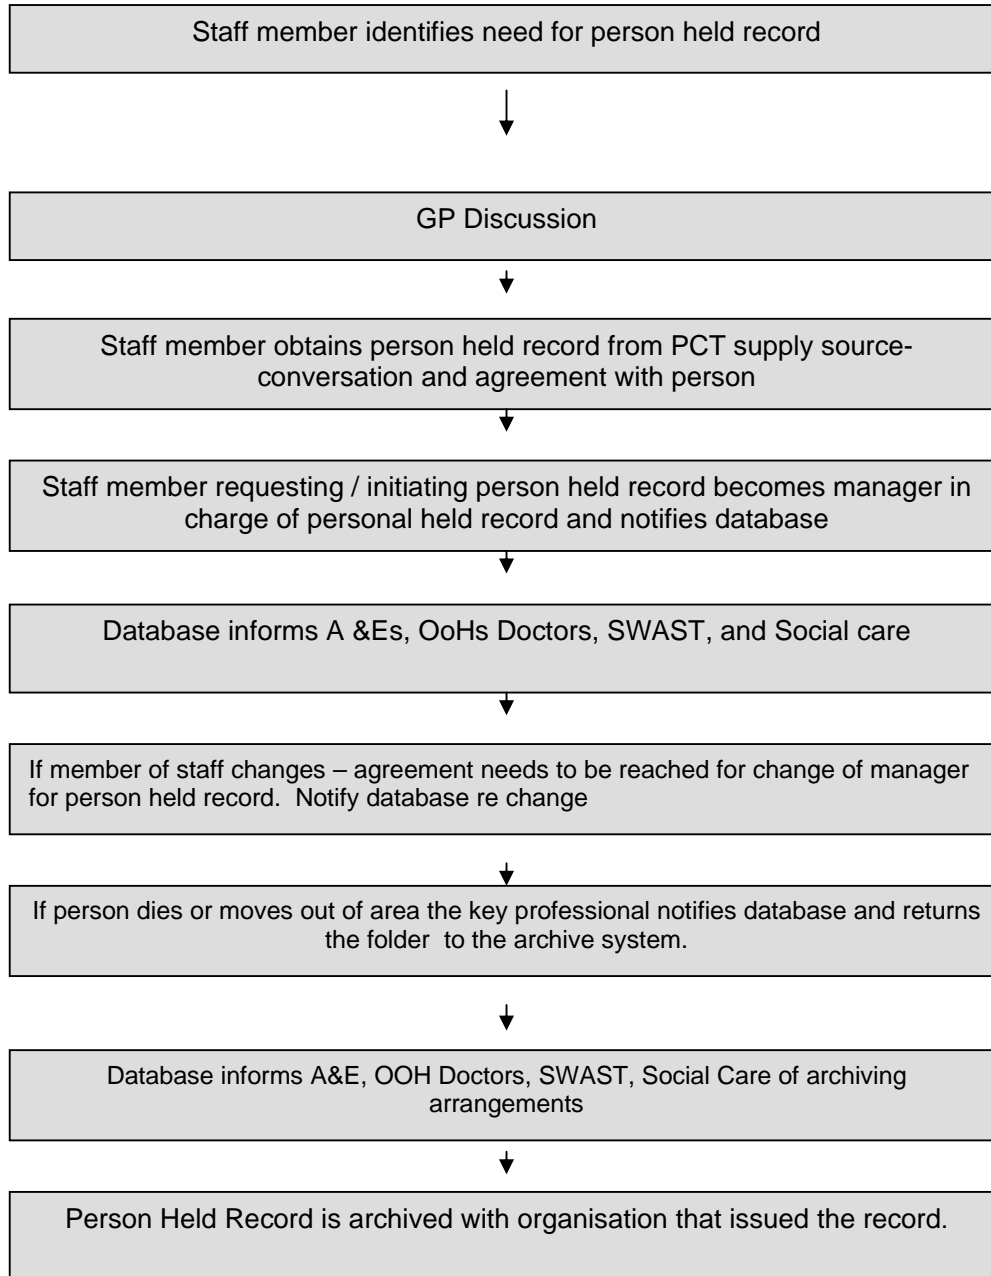 Staff member identifies need for person held record
GP Discussion
Staff member obtains person held record from PCT supply source-
conversation and agreement with person
Staff member requesting / initiating person held record becomes manager in
charge of personal held record and notifies database
Database informs A &Es, OoHs Doctors, SWAST, and Social care
If member of staff changes – agreement needs to be reached for change of manager
for person held record.  Notify database re change
If person dies or moves out of area the key professional notifies database and returns
the folder  to the archive system.
Database informs A&E, OOH Doctors, SWAST, Social Care of archiving
arrangements
Person Held Record is archived with organisation that issued the record.